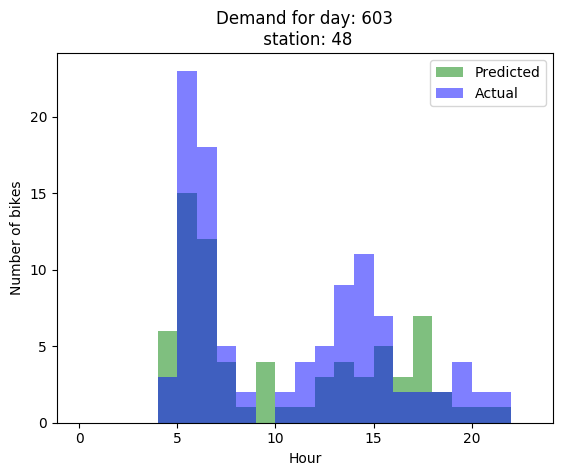 Demand for day: 603
station: 48
Predicted
Actual
20
15
10
5
0
Number of bikes
0 5 10 15 20
Hour